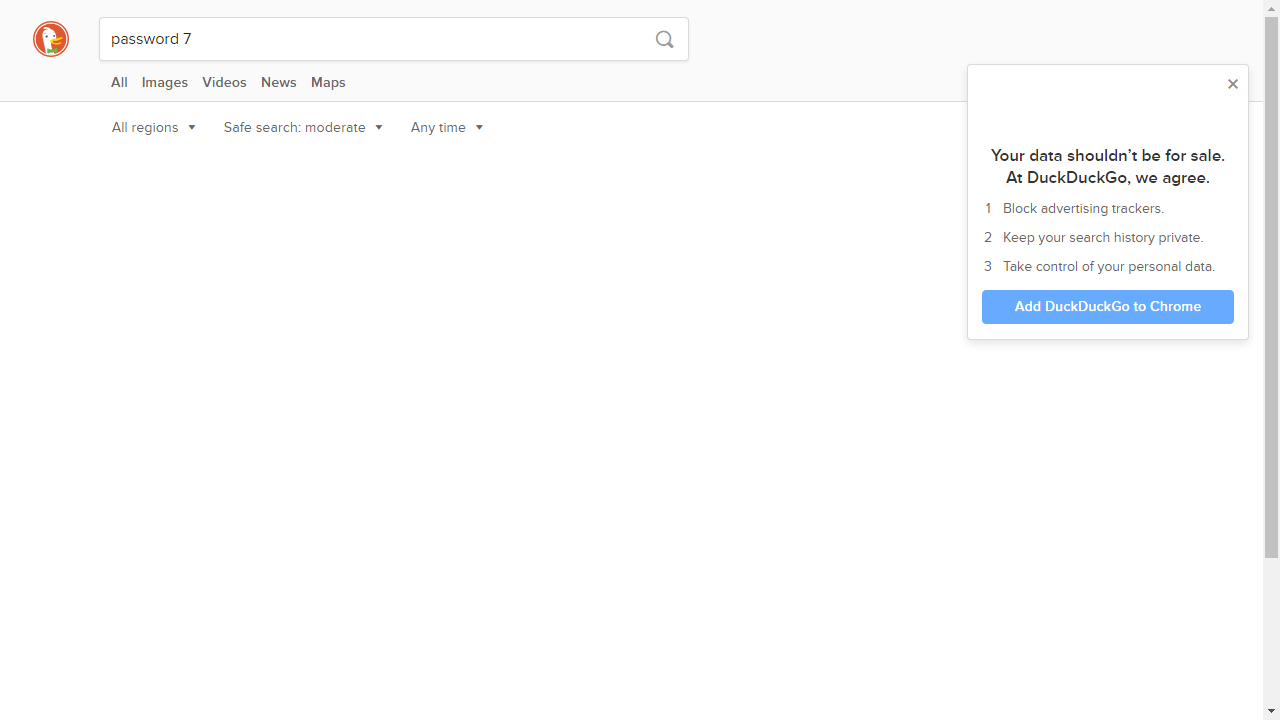 password 7
All Images Videos News Maps
All regions Safe search: moderate Any time
Your data shouldn’t be for sale.
At DuckDuckGo, we agree.
1 Block advertising trackers.
2 Keep your search history private.
3 Take control of your personal data.
Add DuckDuckGo to Chrome